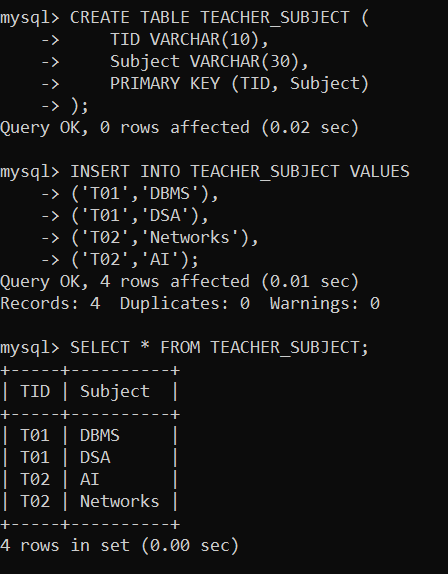 mysql> CREATE TABLE TEACHER_SUBJECT (
    ->     TID VARCHAR(10),
    ->     Subject VARCHAR(30),
    ->     PRIMARY KEY (TID, Subject)
    -> );
Query OK, 0 rows affected (0.02 sec)

mysql> INSERT INTO TEACHER_SUBJECT VALUES
    -> ('T01','DBMS'),
    -> ('T01','DSA'),
    -> ('T02','Networks'),
    -> ('T02','AI');
Query OK, 4 rows affected (0.01 sec)
Records: 4  Duplicates: 0  Warnings: 0

mysql> SELECT * FROM TEACHER_SUBJECT;
+-----+----------+
| TID | Subject  |
+-----+----------+
| T01 | DBMS     |
| T01 | DSA      |
| T02 | AI       |
| T02 | Networks |
+-----+----------+
4 rows in set (0.00 sec)